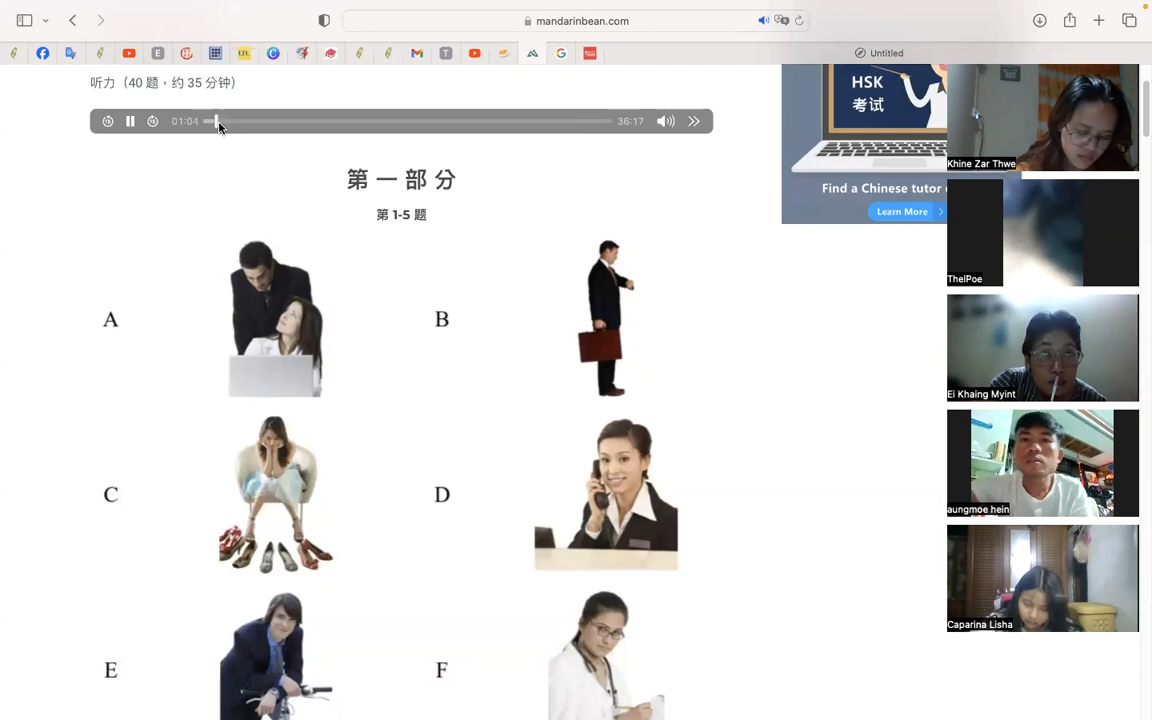 mandarinbean.com
Untitled
听力（40 题，约 35 分钟）
01:04
36:17
第一部分
第 1-5 题
A
B
C
D
E
F
HSK
考试
Find a Chinese tutor
Learn More
Khine Zar Thwe
ThelPoe
Ei Khaing Myint
aungmoe hein
Caparina Lisha